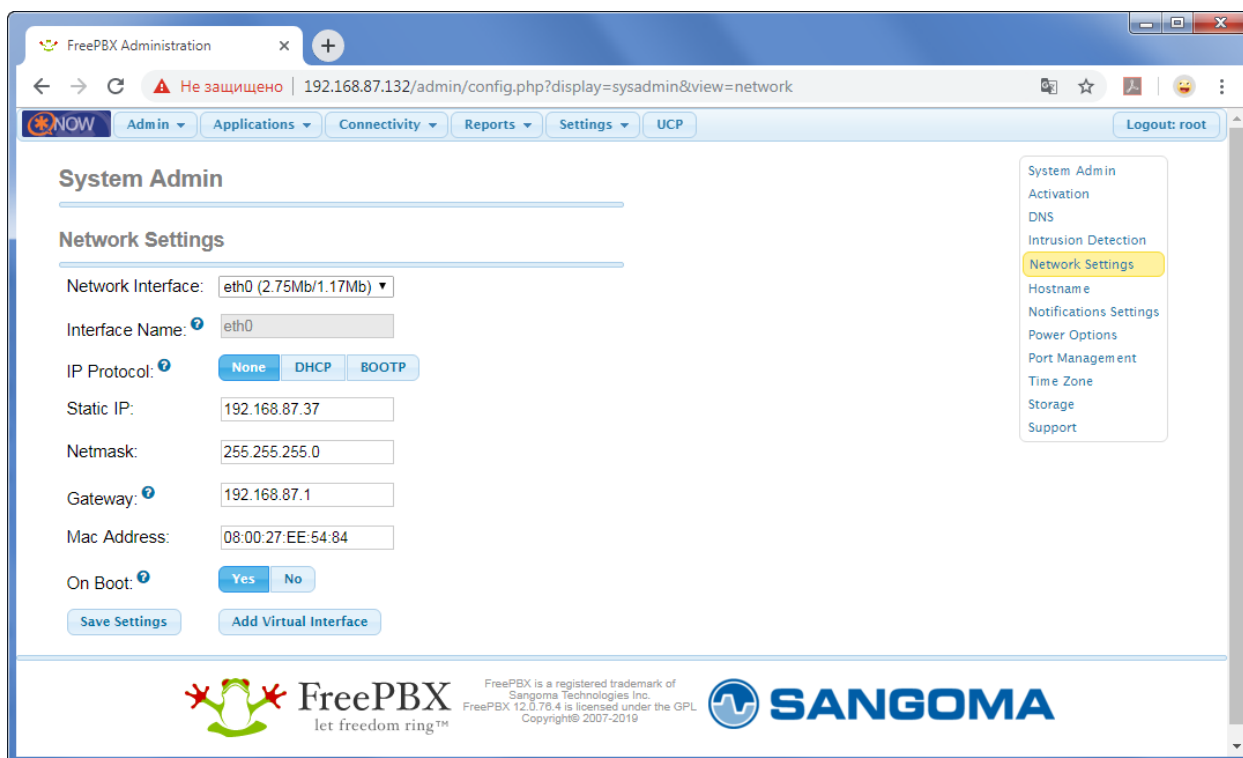 FreePBX Administration
Не защищено | 192.168.87.132/admin/config.php?display=sysadmin&view=network
NOW Admin Applications Connectivity Reports Settings UCP Logout: root
System Admin
Network Settings
Network Interface: eth0 (2.75Mb/1.17Mb)
Interface Name: eth0
IP Protocol: None DHCP BOOTP
Static IP: 192.168.87.37
Netmask: 255.255.255.0
Gateway: 192.168.87.1
Mac Address: 08:00:27:EE:54:84
On Boot: Yes No
Save Settings Add Virtual Interface
System Admin
Activation
DNS
Intrusion Detection
Network Settings
Hostname
Notifications Settings
Power Options
Port Management
Time Zone
Storage
Support
FreePBX
let freedom ring™
FreePBX is a registered trademark of
Sangoma Technologies Inc.
FreePBX 12.0.76.4 is licensed under the GPL
Copyright© 2007-2019
SANGOMA